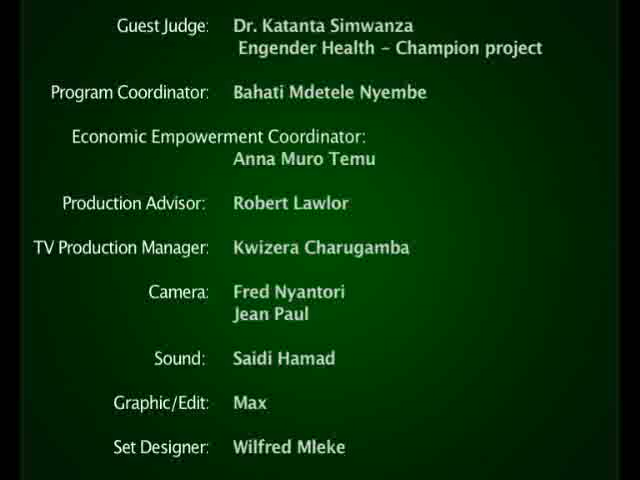 Guest Judge: Dr. Katanta Simwanza
Engender Health – Champion project
Program Coordinator: Bahati Mdetele Nyembe
Economic Empowerment Coordinator:
Anna Muro Temu
Production Advisor: Robert Lawlor
TV Production Manager: Kwizera Charugamba
Camera: Fred Nyantori
Jean Paul
Sound: Saidi Hamad
Graphic/Edit: Max
Set Designer: Wilfred Mleke